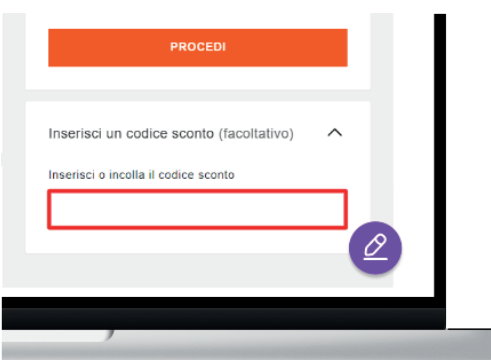 PROCEDI
Inserisci un codice sconto (facoltativo)
Inserisci o incolla il codice sconto